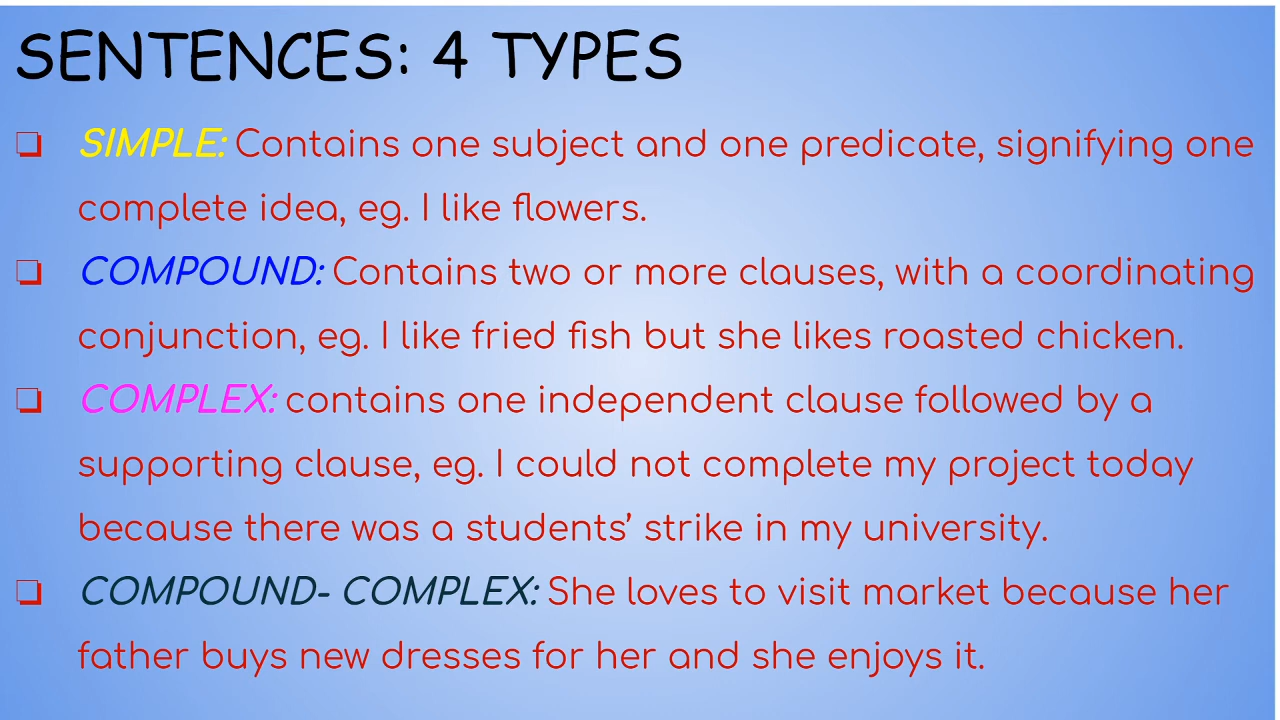 SENTENCES: 4 TYPES
❏ SIMPLE: Contains one subject and one predicate, signifying one
complete idea, eg. I like flowers.
❏ COMPOUND: Contains two or more clauses, with a coordinating
conjunction, eg. I like fried fish but she likes roasted chicken.
❏ COMPLEX: contains one independent clause followed by a
supporting clause, eg. I could not complete my project today
because there was a students’ strike in my university.
❏ COMPOUND- COMPLEX: She loves to visit market because her
father buys new dresses for her and she enjoys it.